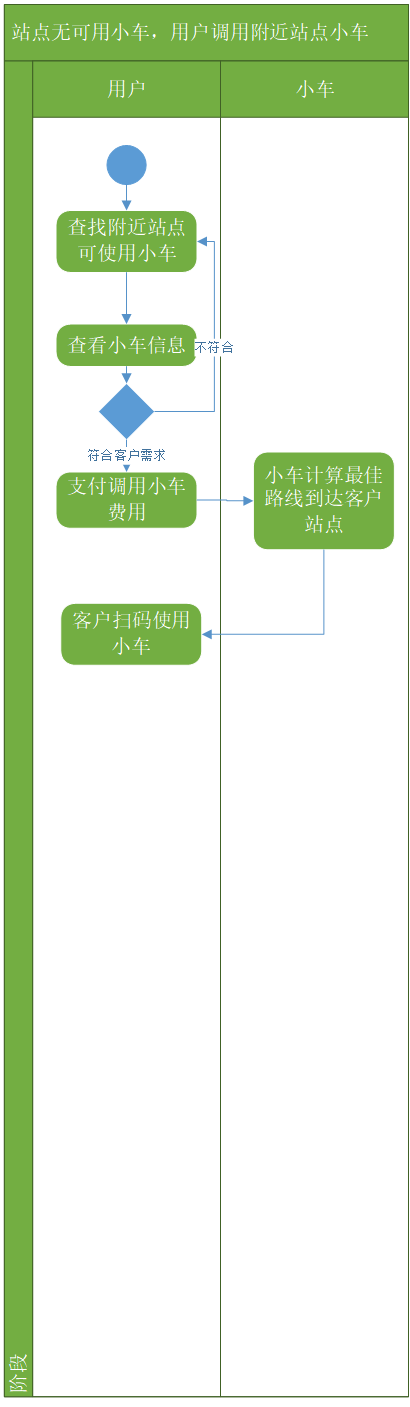 站点无可用小车，用户调用附近站点小车
用户
小车
查找附近站点
可使用小车
查看小车信息
不符合
符合客户需求
支付调用小车
费用
小车计算最佳
路线到达客户
站点
客户扫码使用
小车
阶段